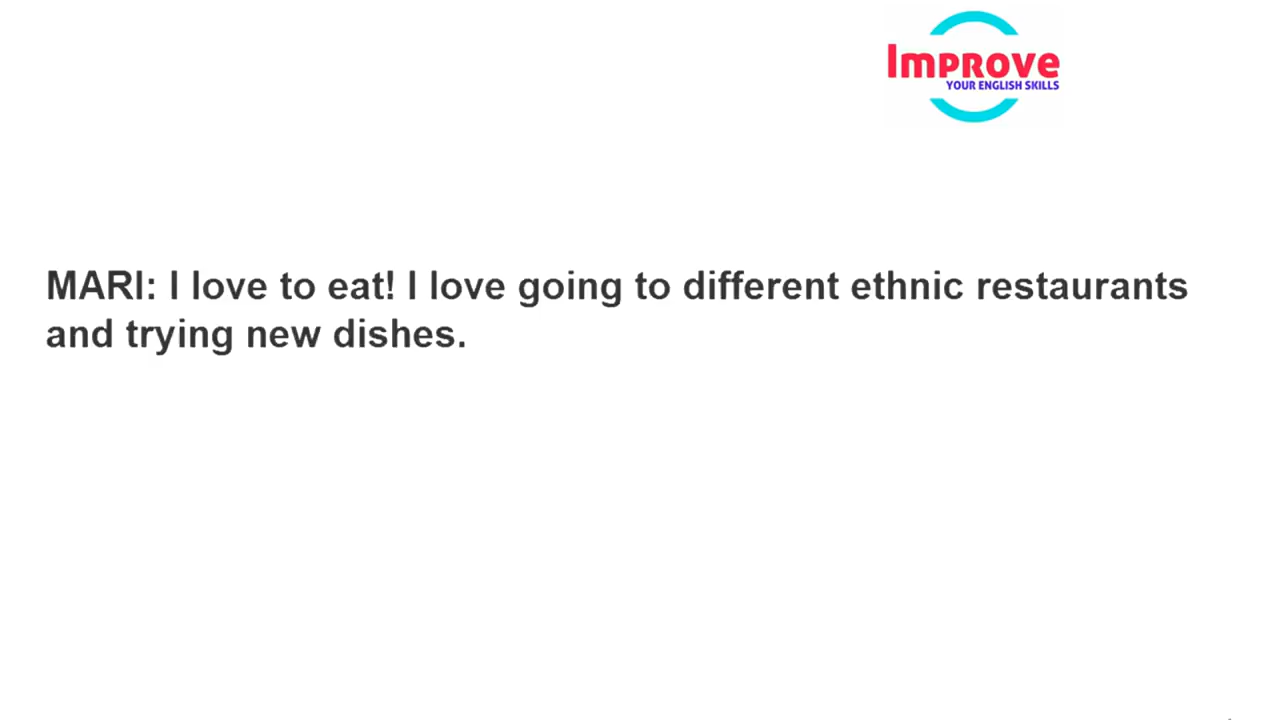 Improve
YOUR ENGLISH SKILLS
MARI: I love to eat! I love going to different ethnic restaurants
and trying new dishes.